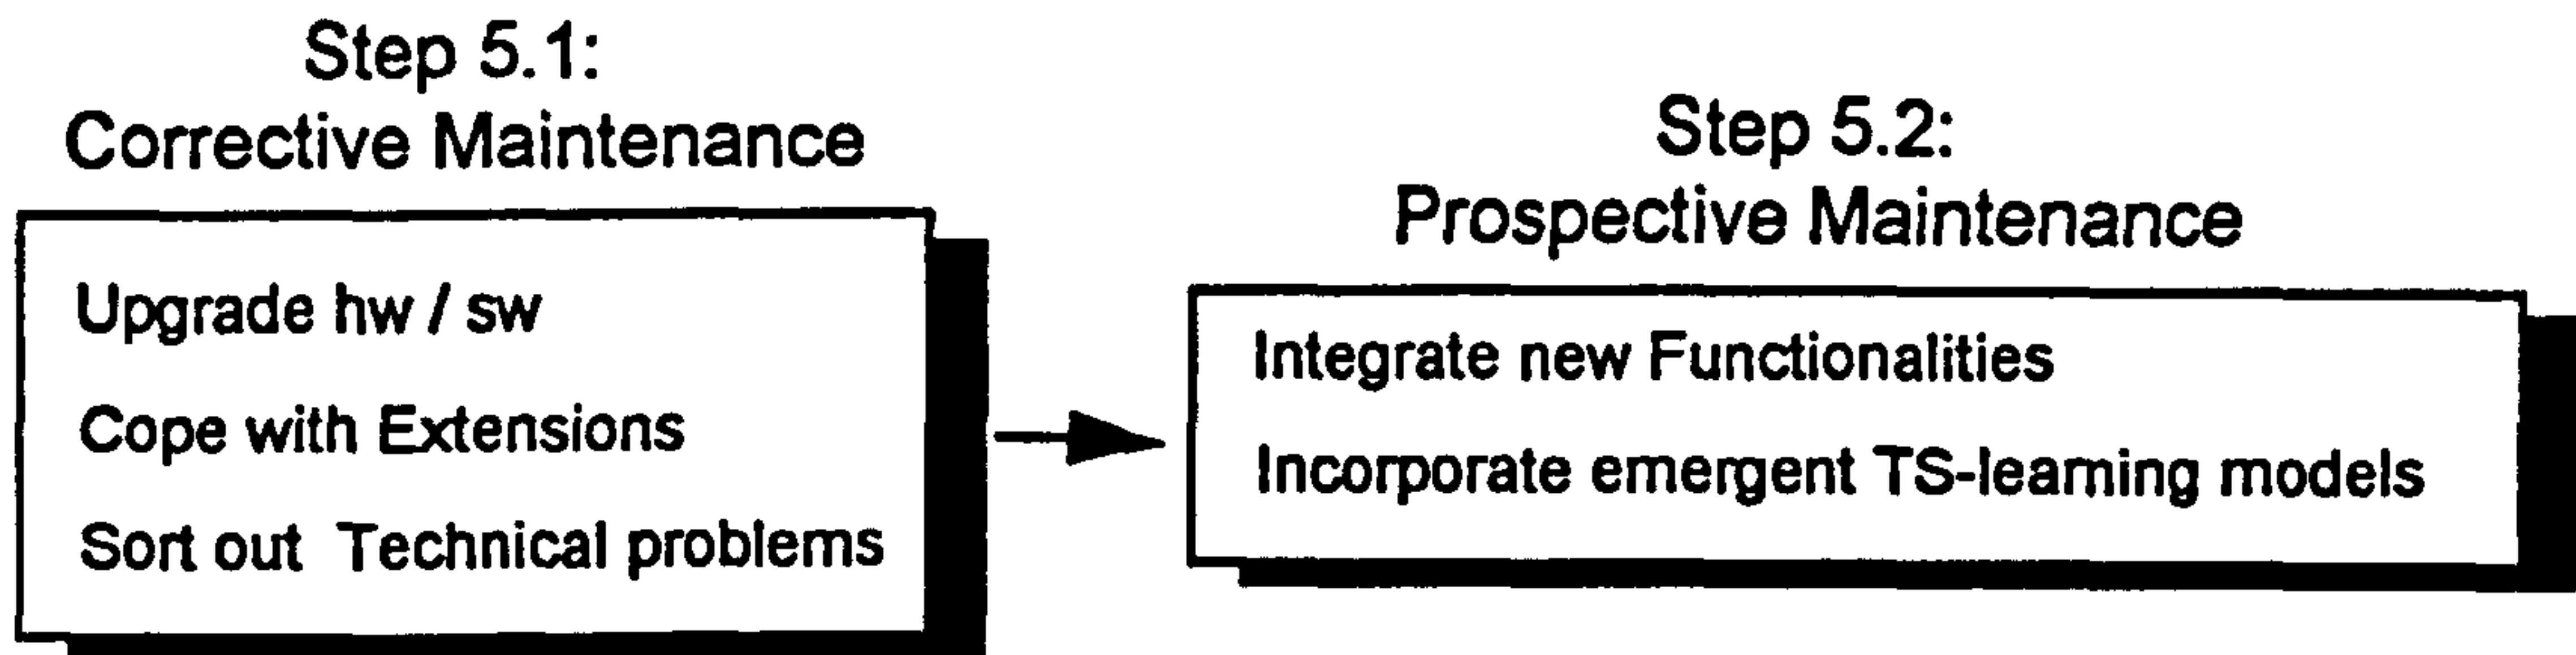 Step 5.1:
Corrective Maintenance
Upgrade hw / sw
Cope with Extensions
Sort out Technical problems
Step 5.2:
Prospective Maintenance
Integrate new Functionalities
Incorporate emergent TS-learning models